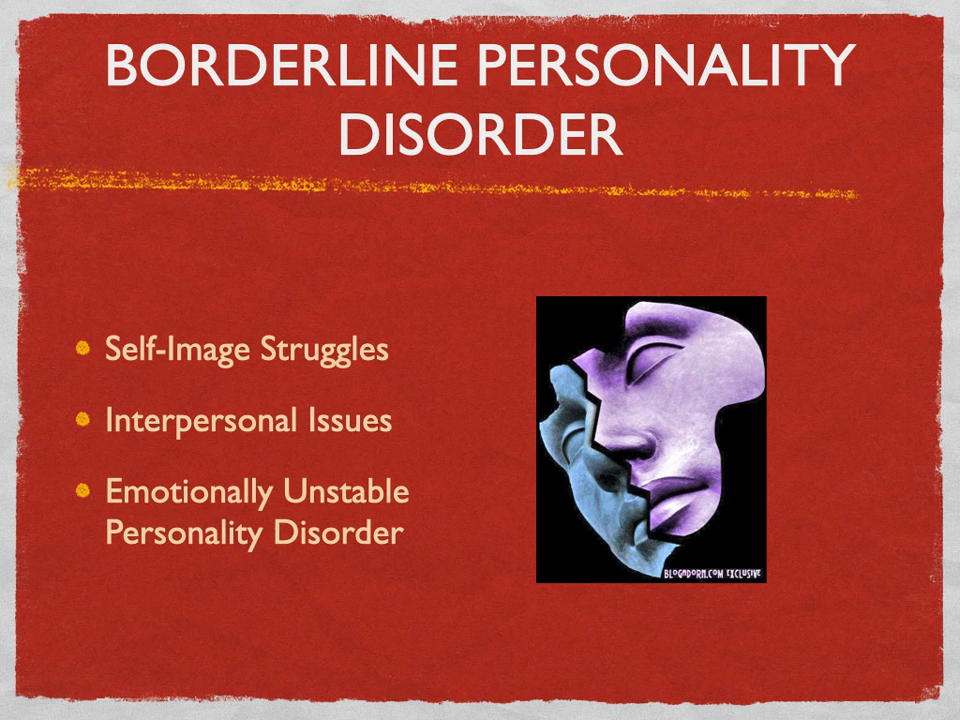 BORDERLINE PERSONALITY
DISORDER
Self-Image Struggles
Interpersonal Issues
Emotionally Unstable
Personality Disorder
BLOGADORN.COM EXCLUSIVE